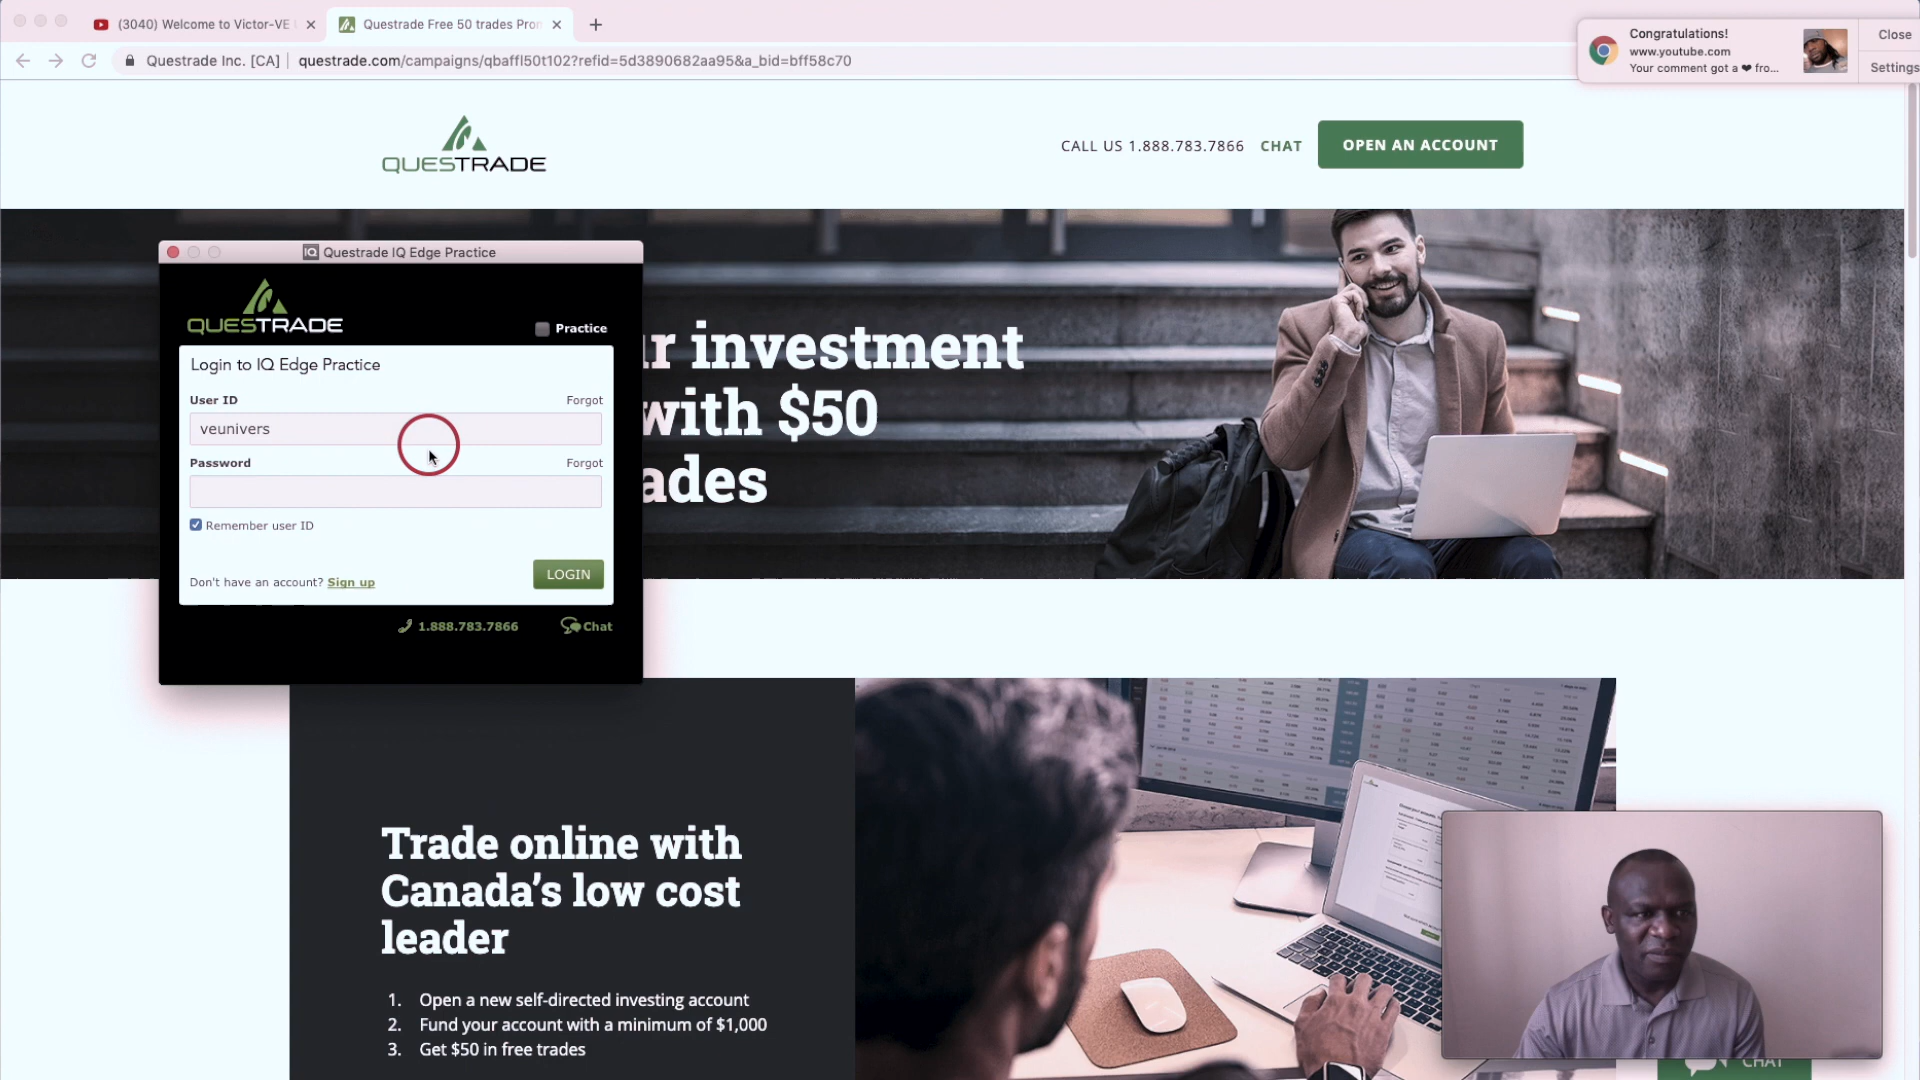 (3040) Welcome to Victor-VE
Questrade Free 50 trades Pro
Questrade Inc. [CA]
questrade.com/campaigns/qbaffl50t102?refid=5d3890682aa95&a_bid=bff58c70
Congratulations!
www.youtube.com
Your comment got a ❤ fro...
Close
Settings
QUESTRADE
CALL US 1.888.783.7866
CHAT
OPEN AN ACCOUNT
Questrade IQ Edge Practice
QUESTRADE
Practice
Login to IQ Edge Practice
User ID
Forgot
veunivers
Password
Forgot
Remember user ID
Don't have an account? Sign up
LOGIN
1.888.783.7866
Chat
r investment
with $50
ades
Trade online with
Canada's low cost
leader
1. Open a new self-directed investing account
2. Fund your account with a minimum of $1,000
3. Get $50 in free trades
CHAT